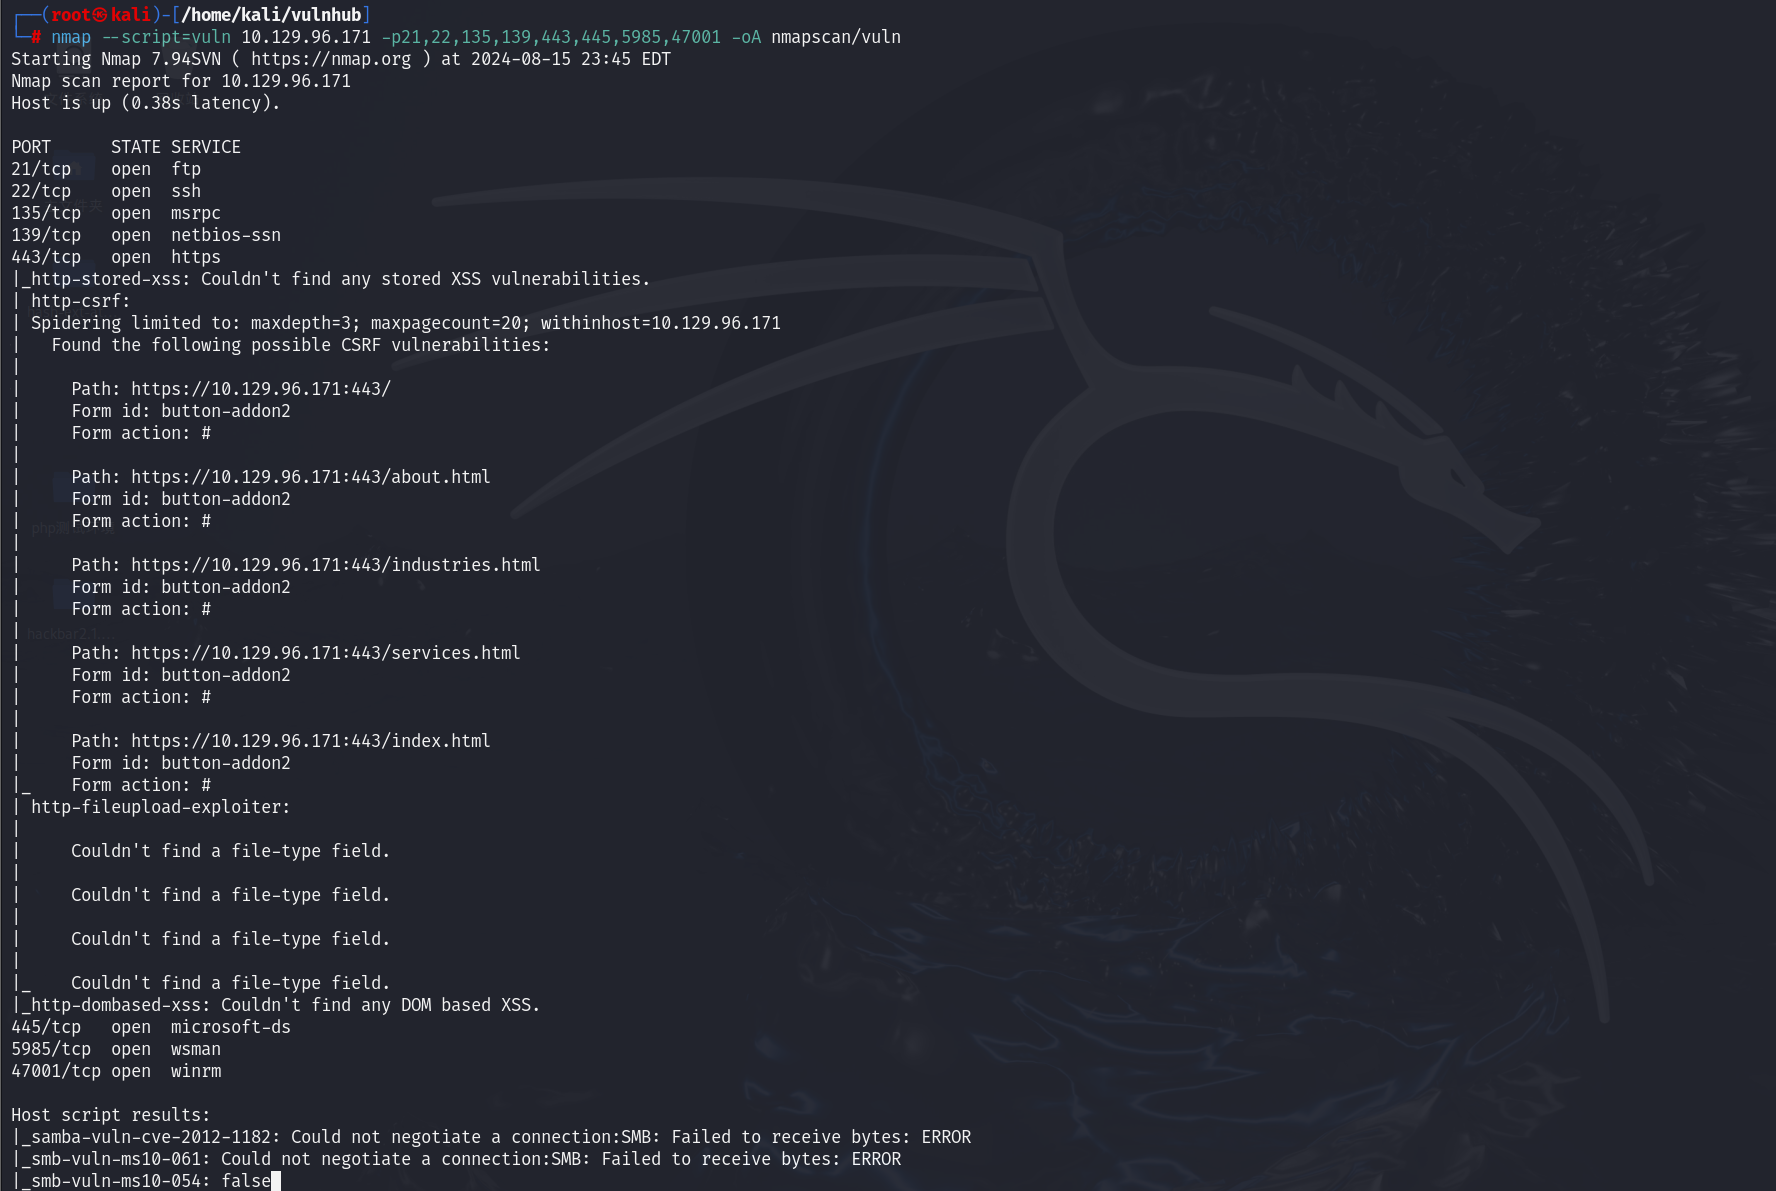 ┌──(root㉿kali)-[/home/kali/vulnhub]
└─# nmap --script=vuln 10.129.96.171 -p21,22,135,139,443,445,5985,47001 -oA nmapscan/vuln
Starting Nmap 7.94SVN ( https://nmap.org ) at 2024-08-15 23:45 EDT
Nmap scan report for 10.129.96.171
Host is up (0.38s latency).
PORT      STATE SERVICE
21/tcp    open  ftp
22/tcp    open  ssh
135/tcp   open  msrpc
139/tcp   open  netbios-ssn
443/tcp   open  https
|_http-stored-xss: Couldn't find any stored XSS vulnerabilities.
| http-csrf:
| Spidering limited to: maxdepth=3; maxpagecount=20; withinhost=10.129.96.171
|   Found the following possible CSRF vulnerabilities:
|
|     Path: https://10.129.96.171:443/
|     Form id: button-addon2
|     Form action: #
|
|     Path: https://10.129.96.171:443/about.html
|     Form id: button-addon2
|     Form action: #
|
|     Path: https://10.129.96.171:443/industries.html
|     Form id: button-addon2
|     Form action: #
|
|     Path: https://10.129.96.171:443/services.html
|     Form id: button-addon2
|     Form action: #
|
|     Path: https://10.129.96.171:443/index.html
|     Form id: button-addon2
|_    Form action: #
| http-fileupload-exploiter:
|
|     Couldn't find a file-type field.
|
|     Couldn't find a file-type field.
|
|     Couldn't find a file-type field.
|
|_    Couldn't find a file-type field.
|_http-dombased-xss: Couldn't find any DOM based XSS.
445/tcp   open  microsoft-ds
5985/tcp  open  wsman
47001/tcp open  winrm
Host script results:
|_samba-vuln-cve-2012-1182: Could not negotiate a connection:SMB: Failed to receive bytes: ERROR
|_smb-vuln-ms10-061: Could not negotiate a connection:SMB: Failed to receive bytes: ERROR
|_smb-vuln-ms10-054: false
hackbar2.1....